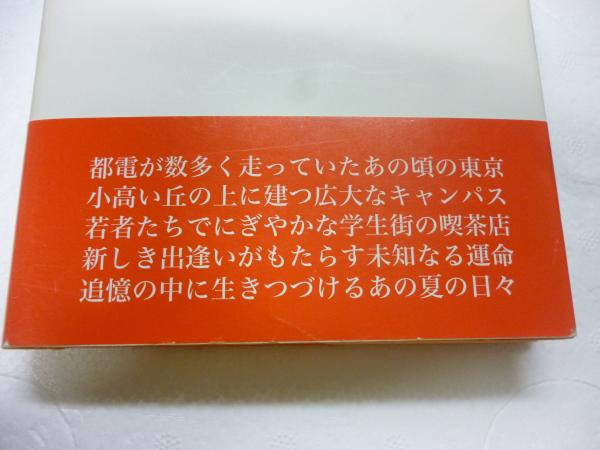 都電が数多く走っていたあの頃の東京
小高い丘の上に建つ広大なキャンパス
若者たちでにぎやかな学生街の喫茶店
新しき出逢いがもたらす未知なる運命
追憶の中に生きつづけるあの夏の日々